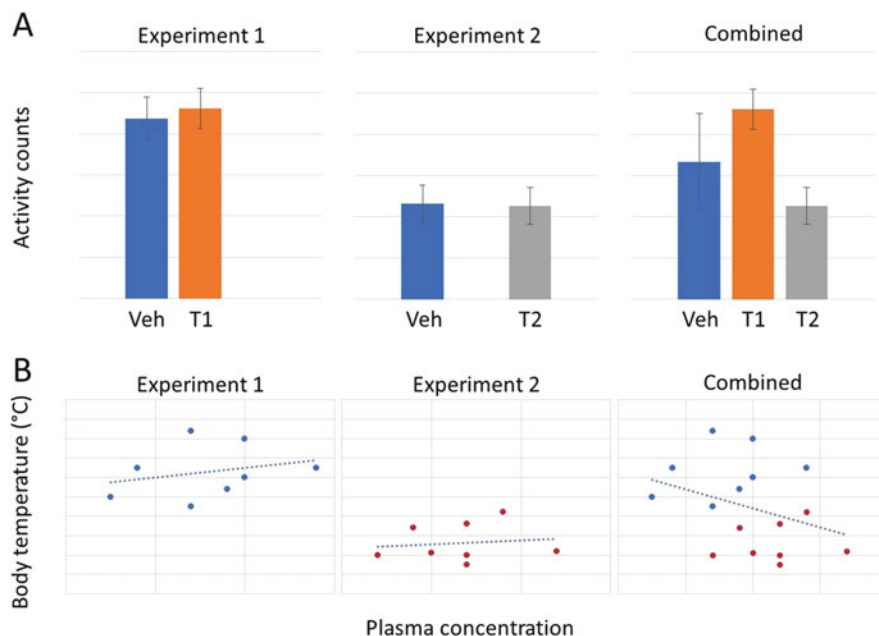 A
Experiment 1
Experiment 2
Combined
Activity counts
Veh T1
Veh T2
Veh T1 T2
B
Experiment 1
Experiment 2
Combined
Body temperature (°C)
Plasma concentration